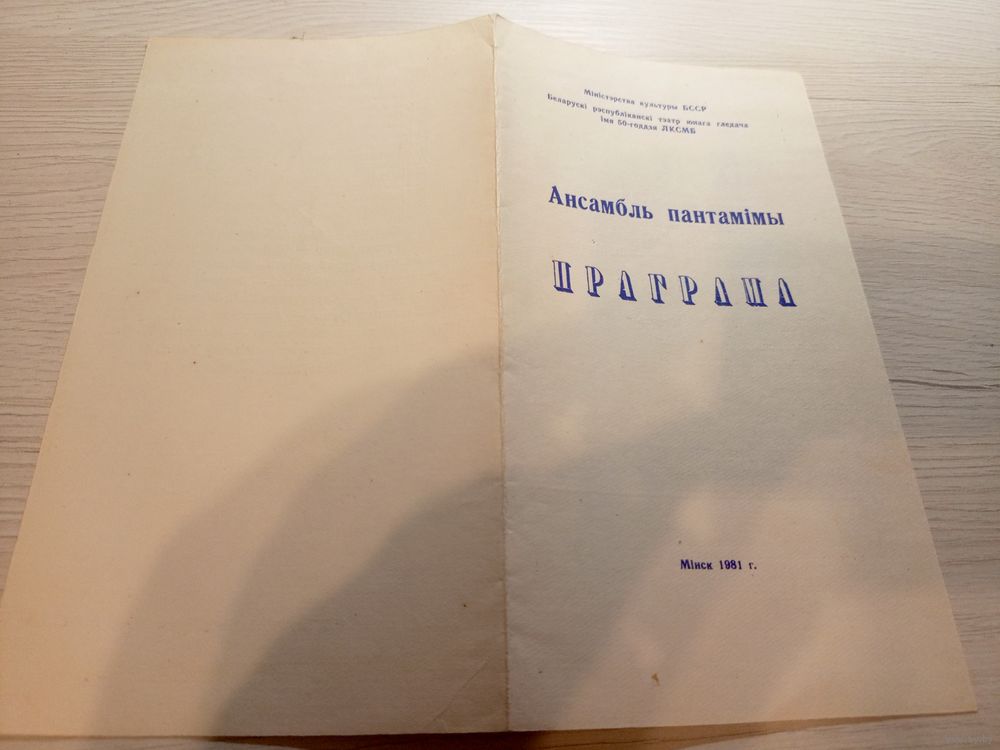 Міністэрства культуры БССР
Беларускі рэспубліканскі тэатр юнага гледача
імя 50-годдзя ЛКСМБ
Ансамбль пантамімы
ПРАГРАМА
Мінск 1981 г.